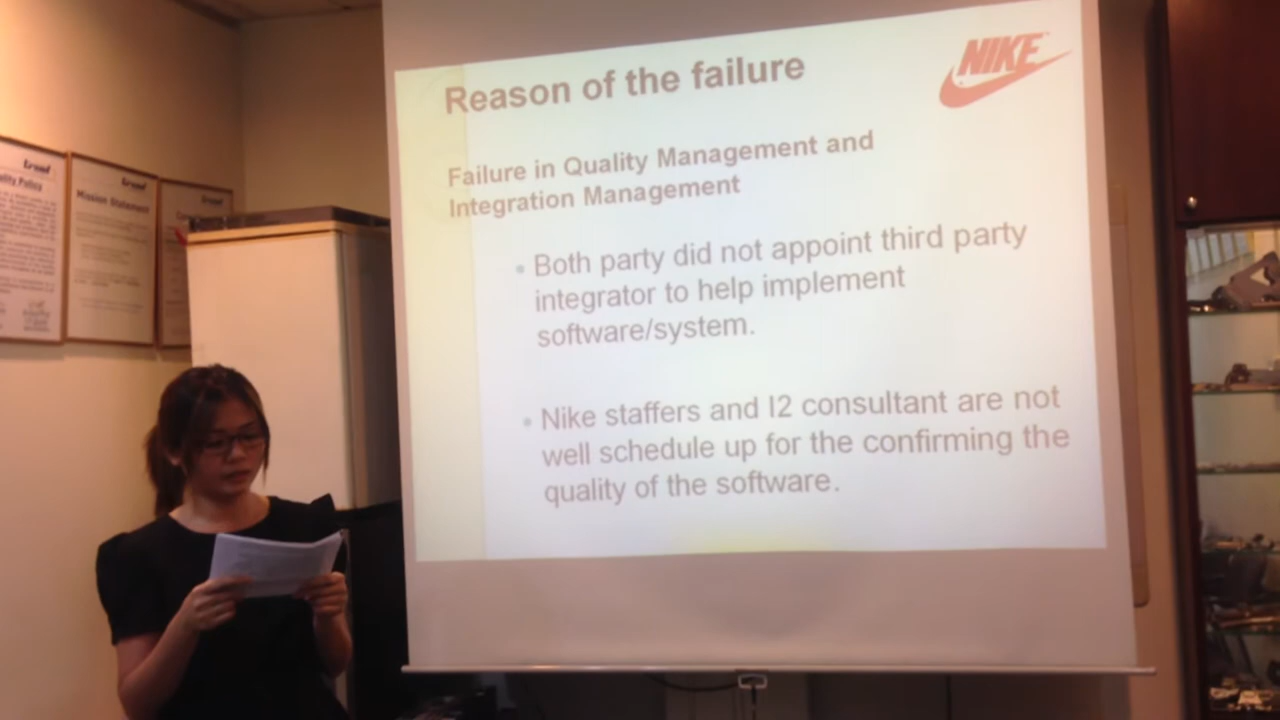 Reason of the failure
NIKE
Failure in Quality Management and
Integration Management
Both party did not appoint third party
integrator to help implement
software/system.
Nike staffers and I2 consultant are not
well schedule up for the confirming the
quality of the software.
Policy
Mission Statement